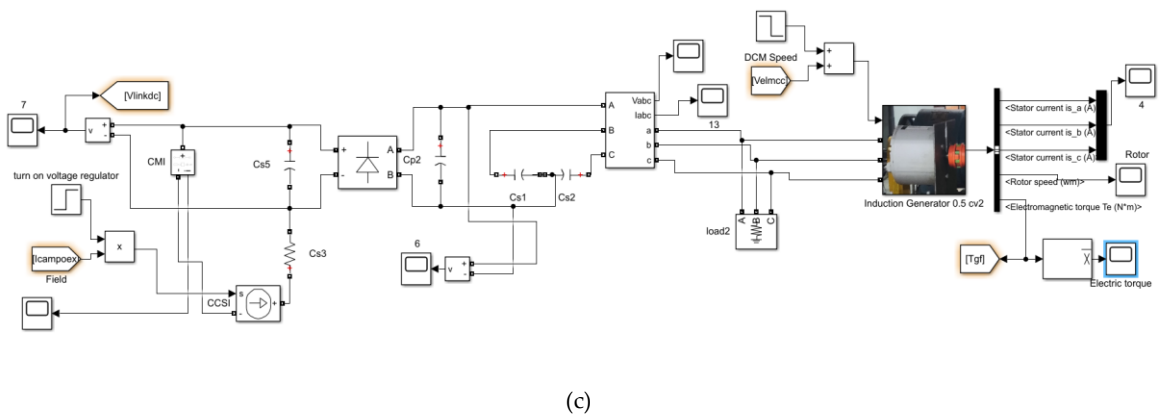 DCM Speed
+
+
[Velmcc]
7
[Vlinkdc]
v
+
-
CMI
Cs5
+
-
A
B
Cp2
A
B
C
Vabc
Iabc
a
b
c
13
Cs1
Cs2
<Stator current is_a (A)
<Stator current is_b (A)
<Stator current is_c (A)
<Rotor speed (wm)>
<Electromagnetic torque Te (N*m)>
4
Rotor
Induction Generator 0.5 cv2
turn on voltage regulator
x
[Icampoex
Field
Cs3
CCSI
s
+
-
6
v
+
-
load2
A
B
C
[Tgf]
Electric torque
(c)